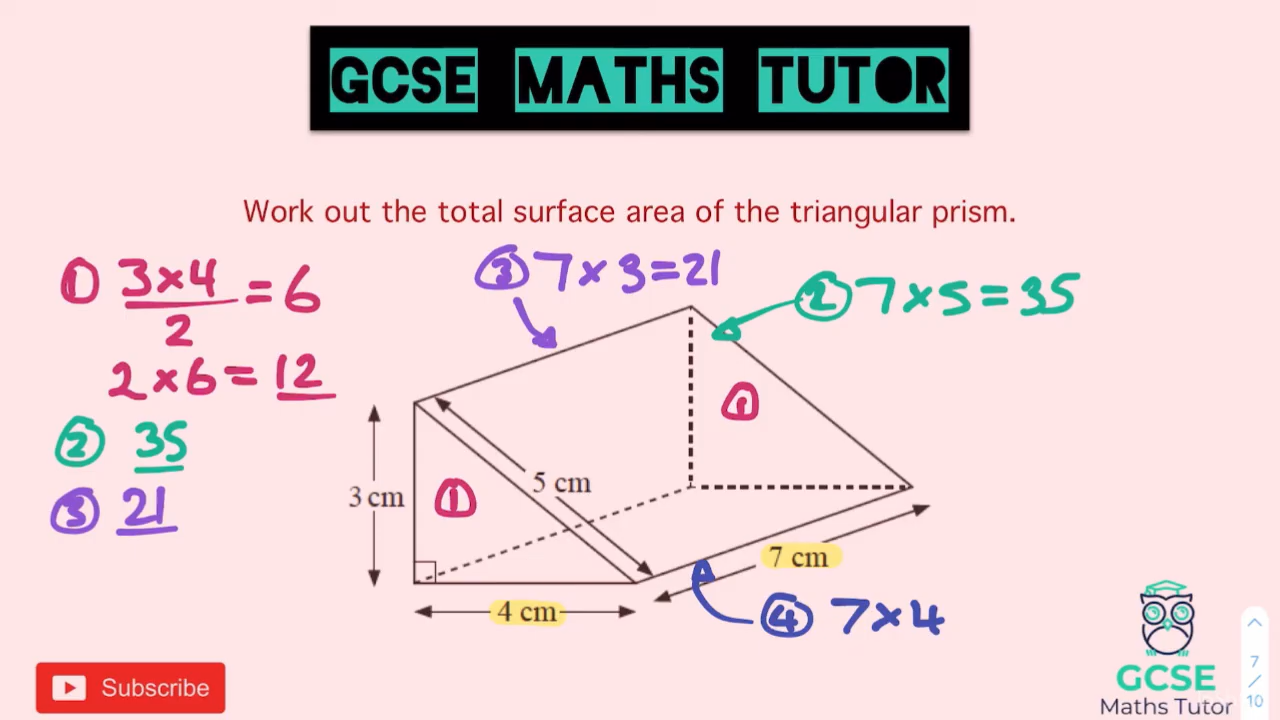 GCSE MATHS TUTOR
Work out the total surface area of the triangular prism.
① 3×4/2 = 6
2×6=12
② 35
③ 21
③ 7×3=21
② 7×5=35
①
①
3 cm
5 cm
4 cm
7 cm
④ 7×4
Subscribe
GCSE
Maths Tutor
7
/
10